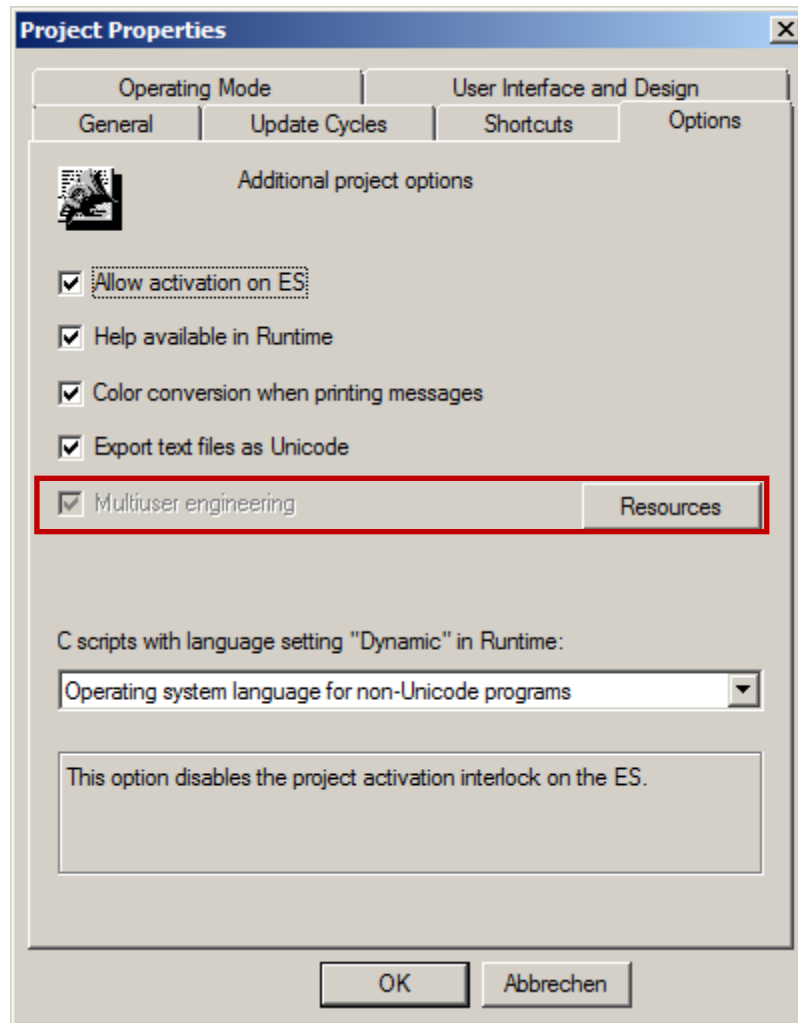 Project Properties
Operating Mode
User Interface and Design
General
Update Cycles
Shortcuts
Options
Additional project options
Allow activation on ES
Help available in Runtime
Color conversion when printing messages
Export text files as Unicode
Multiuser engineering
Resources
C scripts with language setting "Dynamic" in Runtime:
Operating system language for non-Unicode programs
This option disables the project activation interlock on the ES.
OK
Abbrechen